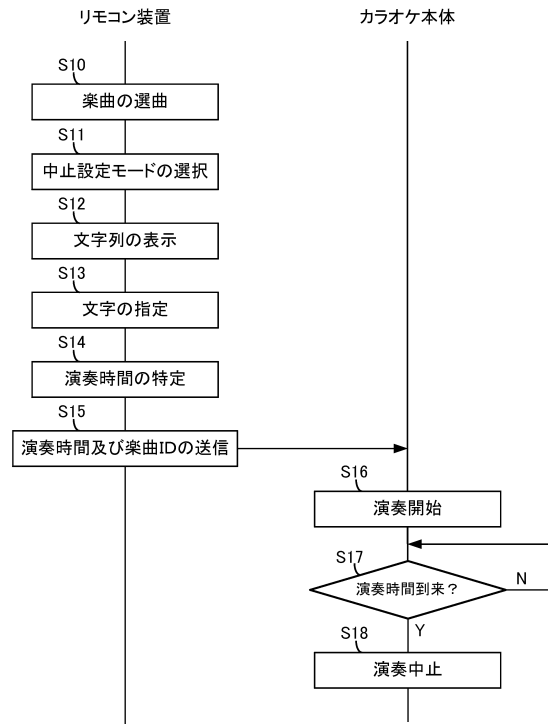 リモコン装置
カラオケ本体
S10
楽曲の選曲
S11
中止設定モードの選択
S12
文字列の表示
S13
文字の指定
S14
演奏時間の特定
S15
演奏時間及び楽曲IDの送信
S16
演奏開始
S17
演奏時間到来？
N
Y
S18
演奏中止